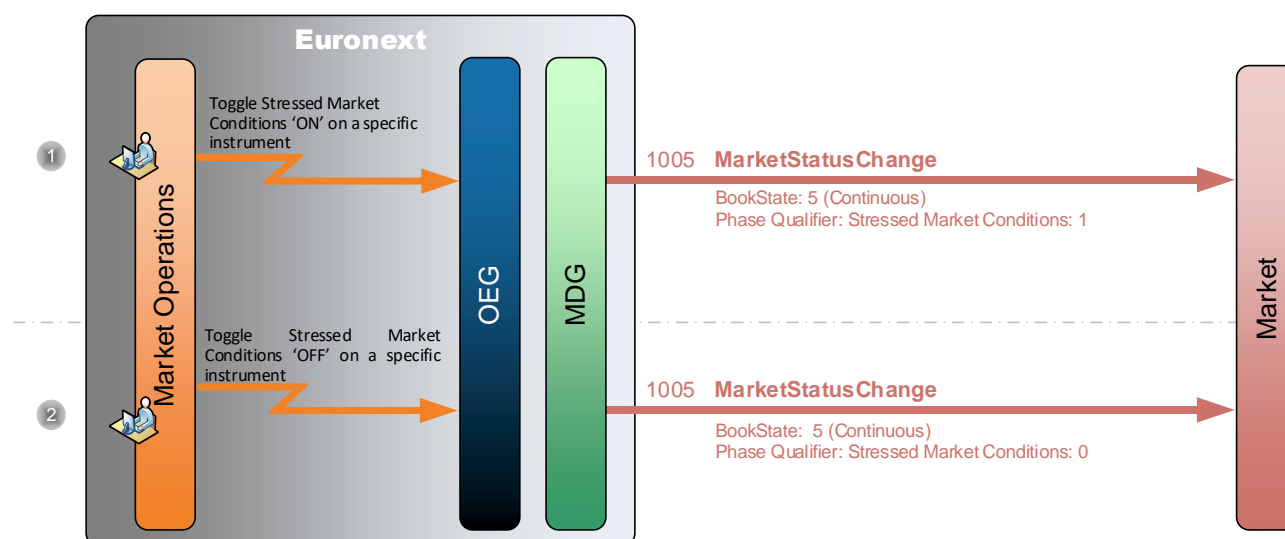 Euronext
Toggle Stressed Market
Conditions ‘ON’ on a specific
instrument
1
1005 MarketStatusChange
BookState: 5 (Continuous)
Phase Qualifier: Stressed Market Conditions: 1
Market Operations
OEG
MDG
Market
Toggle Stressed Market
Conditions ‘OFF’ on a specific
instrument
2
1005 MarketStatusChange
BookState: 5 (Continuous)
Phase Qualifier: Stressed Market Conditions: 0